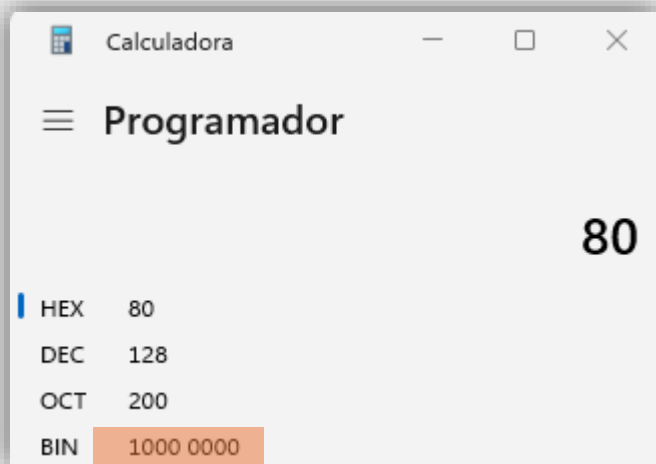 Calculadora
Programador
80
HEX 80
DEC 128
OCT 200
BIN 1000 0000